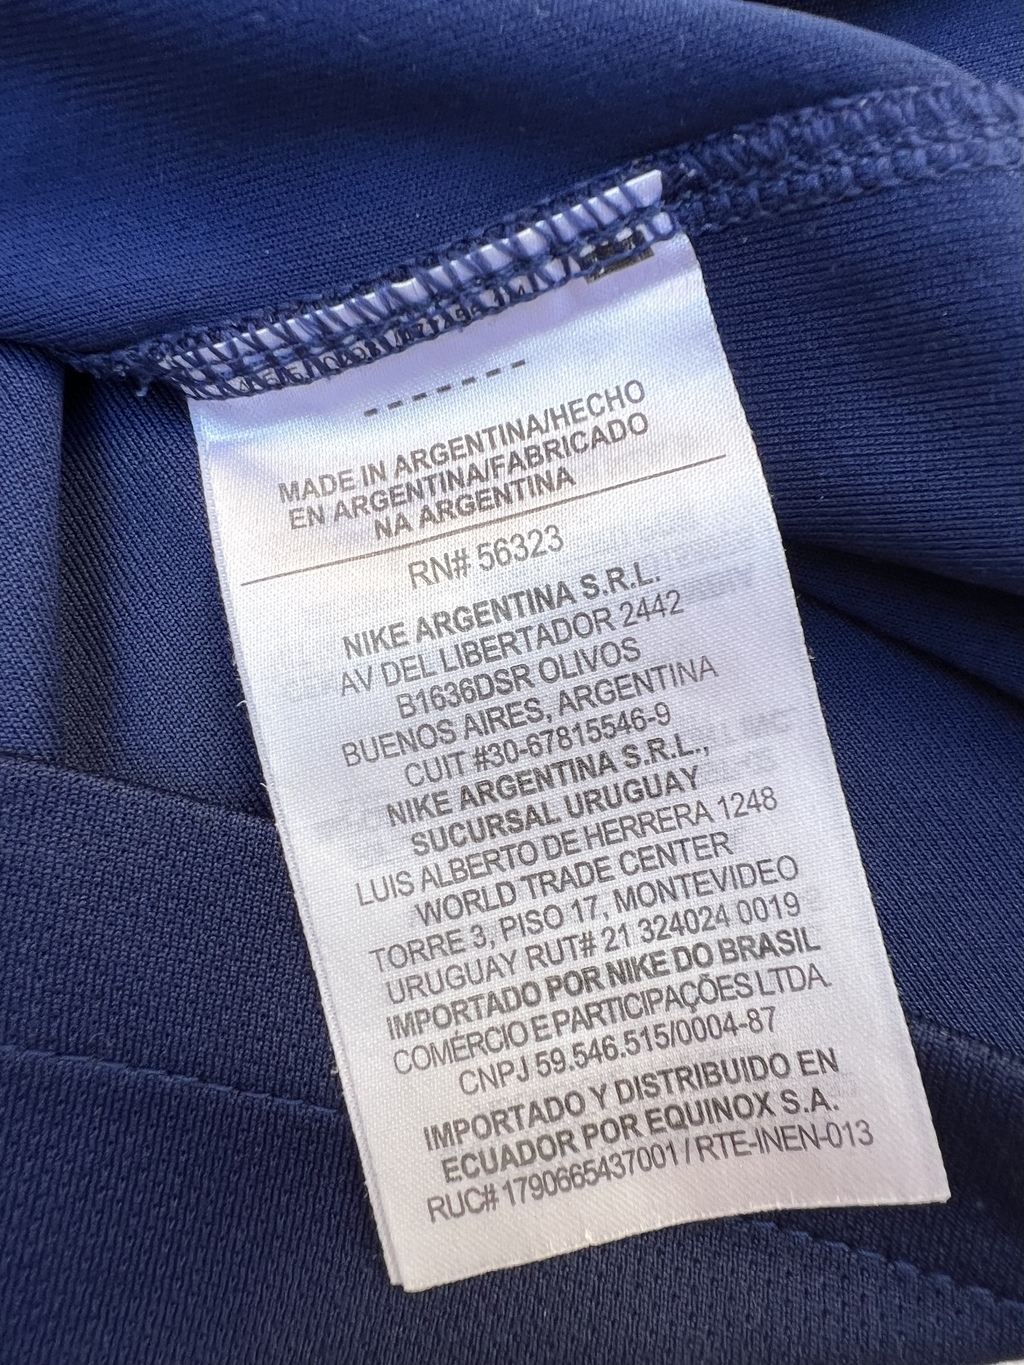 MADE IN ARGENTINA/HECHO
EN ARGENTINA/FABRICADO
NA ARGENTINA
RN# 56323
NIKE ARGENTINA S.R.L.
AV DEL LIBERTADOR 2442
B1636DSR OLIVOS
BUENOS AIRES, ARGENTINA
CUIT #30-67815546-9
NIKE ARGENTINA S.R.L.,
SUCURSAL URUGUAY
LUIS ALBERTO DE HERRERA 1248
WORLD TRADE CENTER
TORRE 3, PISO 17, MONTEVIDEO
URUGUAY RUT# 21 324024 0019
IMPORTADO POR NIKE DO BRASIL
COMÉRCIO E PARTICIPAÇÕES LTDA.
CNPJ 59.546.515/0004-87
IMPORTADO Y DISTRIBUIDO EN
ECUADOR POR EQUINOX S.A.
RUC# 1790665437001 / RTE-INEN-013